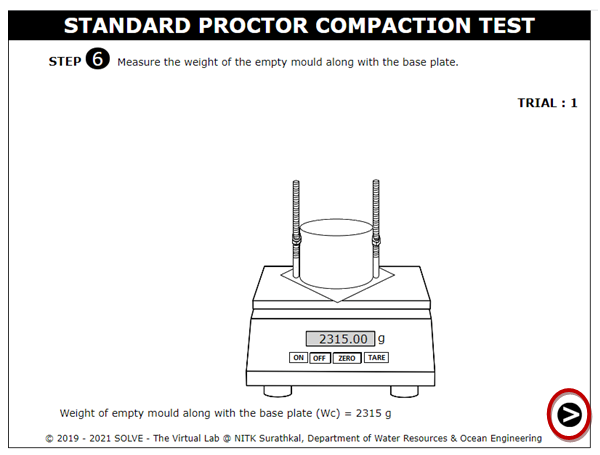 STANDARD PROCTOR COMPACTION TEST
STEP 6 Measure the weight of the empty mould along with the base plate.
TRIAL : 1
2315.00 g
ON OFF ZERO TARE
Weight of empty mould along with the base plate (Wc) = 2315 g
>
© 2019 - 2021 SOLVE - The Virtual Lab @ NITK Surathkal, Department of Water Resources & Ocean Engineering